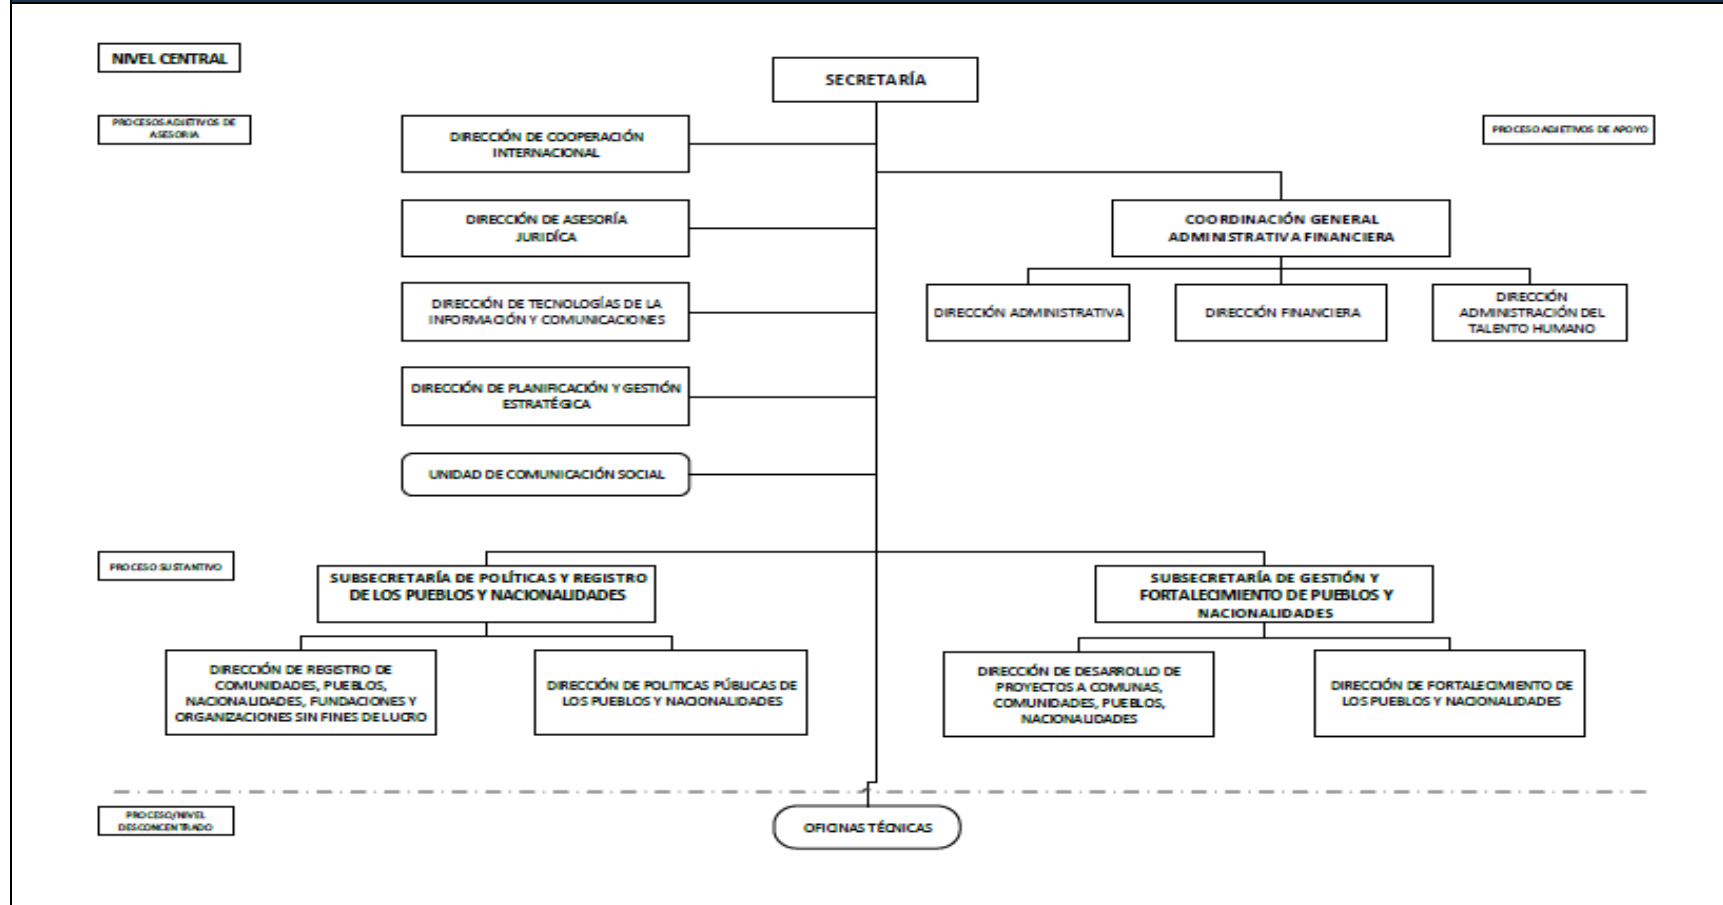 NIVEL CENTRAL
SECRETARÍA
PROCESOS ADJETIVOS DE
ASESORIA
PROCESO ADJETIVOS DE APOYO
DIRECCIÓN DE COOPERACIÓN
INTERNACIONAL
DIRECCIÓN DE ASESORÍA
JURIDÍCA
COORDINACIÓN GENERAL
ADMINISTRATIVA FINANCIERA
DIRECCIÓN DE TECNOLOGÍAS DE LA
INFORMACIÓN Y COMUNICACIONES
DIRECCIÓN ADMINISTRATIVA
DIRECCIÓN FINANCIERA
DIRECCIÓN
ADMINISTRACIÓN DEL
TALENTO HUMANO
DIRECCIÓN DE PLANIFICACIÓN Y GESTIÓN
ESTRATÉGICA
UNIDAD DE COMUNICACIÓN SOCIAL
PROCESO SUSTANTIVO
SUBSECRETARÍA DE POLÍTICAS Y REGISTRO
DE LOS PUEBLOS Y NACIONALIDADES
SUBSECRETARÍA DE GESTIÓN Y
FORTALECIMIENTO DE PUEBLOS Y
NACIONALIDADES
DIRECCIÓN DE REGISTRO DE
COMUNIDADES, PUEBLOS,
NACIONALIDADES, FUNDACIONES Y
ORGANIZACIONES SIN FINES DE LUCRO
DIRECCIÓN DE POLITICAS PÚBLICAS DE
LOS PUEBLOS Y NACIONALIDADES
DIRECCIÓN DE DESARROLLO DE
PROYECTOS A COMUNAS,
COMUNIDADES, PUEBLOS,
NACIONALIDADES
DIRECCIÓN DE FORTALECIMIENTO DE
LOS PUEBLOS Y NACIONALIDADES
PROCESO/NIVEL
DESCONCENTRADO
OFICINAS TÉCNICAS